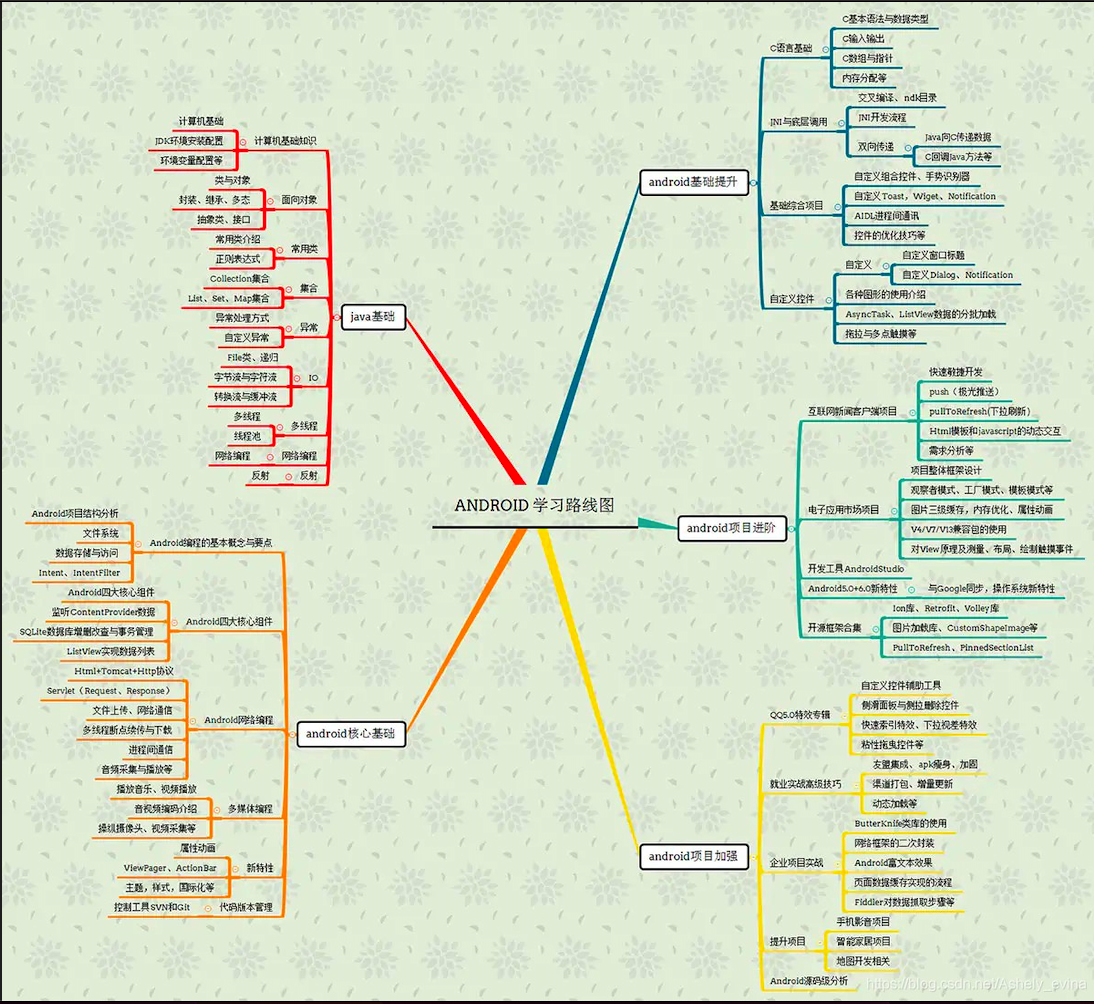 ANDROID 学习路线图
java基础
计算机基础知识
计算机基础
JDK环境安装配置
环境变量配置等
面向对象
类与对象
封装、继承、多态
抽象类、接口
常用类
常用类介绍
正则表达式
集合
Collection集合
List、Set、Map集合
异常
异常处理方式
自定义异常
IO
File类、递归
字节流与字符流
转换流与缓冲流
多线程
多线程
线程池
网络编程
网络编程
反射
反射
android核心基础
Android编程的基本概念与要点
Android项目结构分析
文件系统
数据存储与访问
Intent、IntentFilter
Android四大核心组件
Android四大核心组件
监听ContentProvider数据
SQLite数据库增删改查与事务管理
ListView实现数据列表
Android网络编程
Html+Tomcat+Http协议
Servlet（Request、Response）
文件上传、网络通信
多线程断点续传与下载
进程间通信
音频采集与播放等
多媒体编程
播放音乐、视频播放
音视频编码介绍
操纵摄像头、视频采集等
新特性
属性动画
ViewPager、ActionBar
主题，样式，国际化等
代码版本管理
控制工具SVN和Git
android基础提升
C语言基础
C基本语法与数据类型
C输入输出
C数组与指针
内存分配等
JNI与底层调用
交叉编译、ndk目录
JNI开发流程
双向传递
Java向C传递数据
C回调Java方法等
基础综合项目
自定义组合控件、手势识别器
自定义Toast，Wiget、Notification
AIDL进程间通讯
控件的优化技巧等
自定义控件
自定义
自定义窗口标题
自定义Dialog、Notification
各种图形的使用介绍
AsyncTask、ListView数据的分批加载
拖拉与多点触摸等
android项目进阶
互联网新闻客户端项目
快速敏捷开发
push（极光推送）
pullToRefresh(下拉刷新)
Html模板和javascript的动态交互
需求分析等
电子应用市场项目
项目整体框架设计
观察者模式、工厂模式、模板模式等
图片三级缓存，内存优化、属性动画
V4/V7/V13兼容包的使用
对View原理及测量、布局、绘制触摸事件
开发工具AndroidStudio
Android5.0+6.0新特性
与Google同步，操作系统新特性
开源框架合集
Ion库、Retrofit、Volley库
图片加载库、CustomShapeImage等
PullToRefresh、PinnedSectionList
android项目加强
QQ5.0特效专辑
自定义控件辅助工具
侧滑面板与侧拉删除控件
快速索引特效、下拉视差特效
粘性拖曳控件等
就业实战高级技巧
友盟集成、apk瘦身、加固
渠道打包、增量更新
动态加载等
企业项目实战
ButterKnife类库的使用
网络框架的二次封装
Android富文本效果
页面数据缓存实现的流程
Fiddler对数据抓取步骤等
提升项目
手机影音项目
智能家居项目
地图开发相关
Android源码级分析
https://blog.csdn.net/Ashely_evina